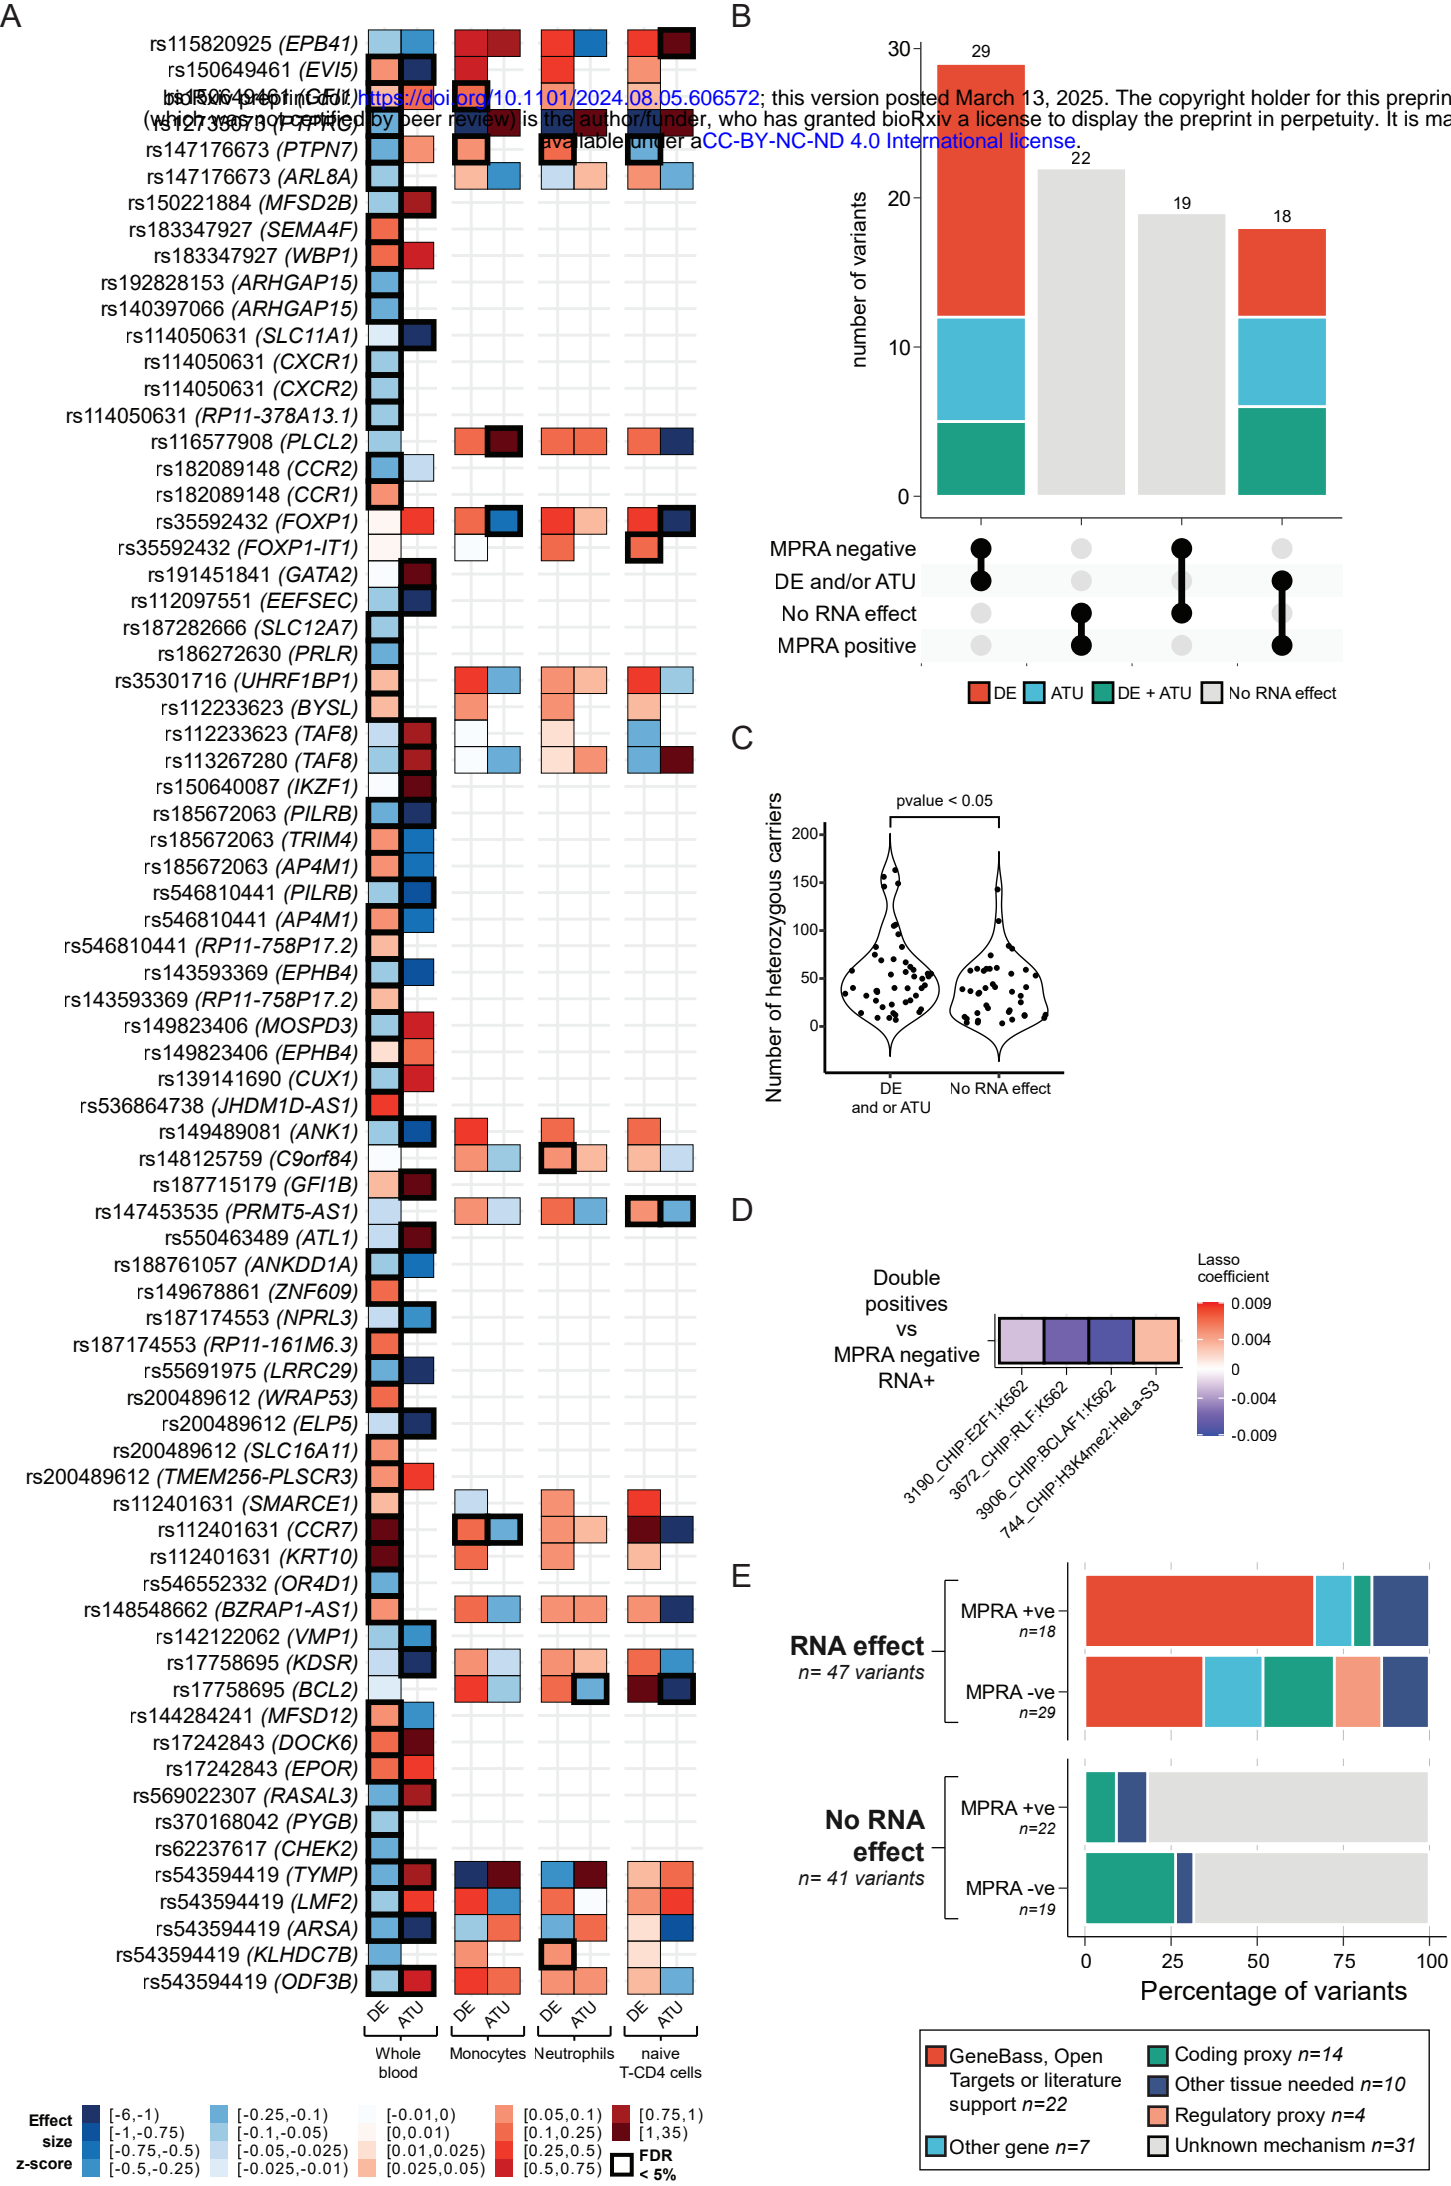 A
rs115820925 (EPB41)
rs150649461 (EVI5)
rs150649461 (GFI1)
bioRxiv preprint doi: https://doi.org/10.1101/2024.08.05.606572; this version posted March 13, 2025. The copyright holder for this preprin
(which was not certified by peer review) is the author/funder, who has granted bioRxiv a license to display the preprint in perpetuity. It is ma
available under aCC-BY-NC-ND 4.0 International license.
rs12733073 (PTPRC)
rs147176673 (PTPN7)
rs147176673 (ARL8A)
rs150221884 (MFSD2B)
rs183347927 (SEMA4F)
rs183347927 (WBP1)
rs192828153 (ARHGAP15)
rs140397066 (ARHGAP15)
rs114050631 (SLC11A1)
rs114050631 (CXCR1)
rs114050631 (CXCR2)
rs114050631 (RP11-378A13.1)
rs116577908 (PLCL2)
rs182089148 (CCR2)
rs182089148 (CCR1)
rs35592432 (FOXP1)
rs35592432 (FOXP1-IT1)
rs191451841 (GATA2)
rs112097551 (EEFSEC)
rs187282666 (SLC12A7)
rs186272630 (PRLR)
rs35301716 (UHRF1BP1)
rs112233623 (BYSL)
rs112233623 (TAF8)
rs113267280 (TAF8)
rs150640087 (IKZF1)
rs185672063 (PILRB)
rs185672063 (TRIM4)
rs185672063 (AP4M1)
rs546810441 (PILRB)
rs546810441 (AP4M1)
rs546810441 (RP11-758P17.2)
rs143593369 (EPHB4)
rs143593369 (RP11-758P17.2)
rs149823406 (MOSPD3)
rs149823406 (EPHB4)
rs139141690 (CUX1)
rs536864738 (JHDM1D-AS1)
rs149489081 (ANK1)
rs148125759 (C9orf84)
rs187715179 (GFI1B)
rs147453535 (PRMT5-AS1)
rs550463489 (ATL1)
rs188761057 (ANKDD1A)
rs149678861 (ZNF609)
rs187174553 (NPRL3)
rs187174553 (RP11-161M6.3)
rs55691975 (LRRC29)
rs200489612 (WRAP53)
rs200489612 (ELP5)
rs200489612 (SLC16A11)
rs200489612 (TMEM256-PLSCR3)
rs112401631 (SMARCE1)
rs112401631 (CCR7)
rs112401631 (KRT10)
rs546552332 (OR4D1)
rs148548662 (BZRAP1-AS1)
rs142122062 (VMP1)
rs17758695 (KDSR)
rs17758695 (BCL2)
rs144284241 (MFSD12)
rs17242843 (DOCK6)
rs17242843 (EPOR)
rs569022307 (RASAL3)
rs370168042 (PYGB)
rs62237617 (CHEK2)
rs543594419 (TYMP)
rs543594419 (LMF2)
rs543594419 (ARSA)
rs543594419 (KLHDC7B)
rs543594419 (ODF3B)
DE ATU DE ATU DE ATU DE ATU
Whole blood
Monocytes
Neutrophils
naive T-CD4 cells
Effect size z-score
[-6,-1)
[-1,-0.75)
[-0.75,-0.5)
[-0.5,-0.25)
[-0.25,-0.1)
[-0.1,-0.05)
[-0.05,-0.025)
[-0.025,-0.01)
[-0.01,0)
[0,0.01)
[0.01,0.025)
[0.025,0.05)
[0.05,0.1)
[0.1,0.25)
[0.25,0.5)
[0.5,0.75)
[0.75,1)
[1,35)
FDR < 5%
B
number of variants
30
20
10
0
29
22
19
18
MPRA negative
DE and/or ATU
No RNA effect
MPRA positive
DE ATU DE + ATU No RNA effect
C
Number of heterozygous carriers
200
150
100
50
0
pvalue < 0.05
DE and or ATU
No RNA effect
D
Double
positives
vs
MPRA negative
RNA+
3190_CHIP:E2F1:K562
3672_CHIP:RLF:K562
3906_CHIP:BCLAF1:K562
744_CHIP:H3K4me2:HeLa-S3
Lasso
coefficient
0.009
0.004
0
-0.004
-0.009
E
RNA effect
n= 47 variants
MPRA +ve
n=18
MPRA -ve
n=29
No RNA
effect
n= 41 variants
MPRA +ve
n=22
MPRA -ve
n=19
0 25 50 75 100
Percentage of variants
GeneBass, Open
Targets or literature
support n=22
Other gene n=7
Coding proxy n=14
Other tissue needed n=10
Regulatory proxy n=4
Unknown mechanism n=31